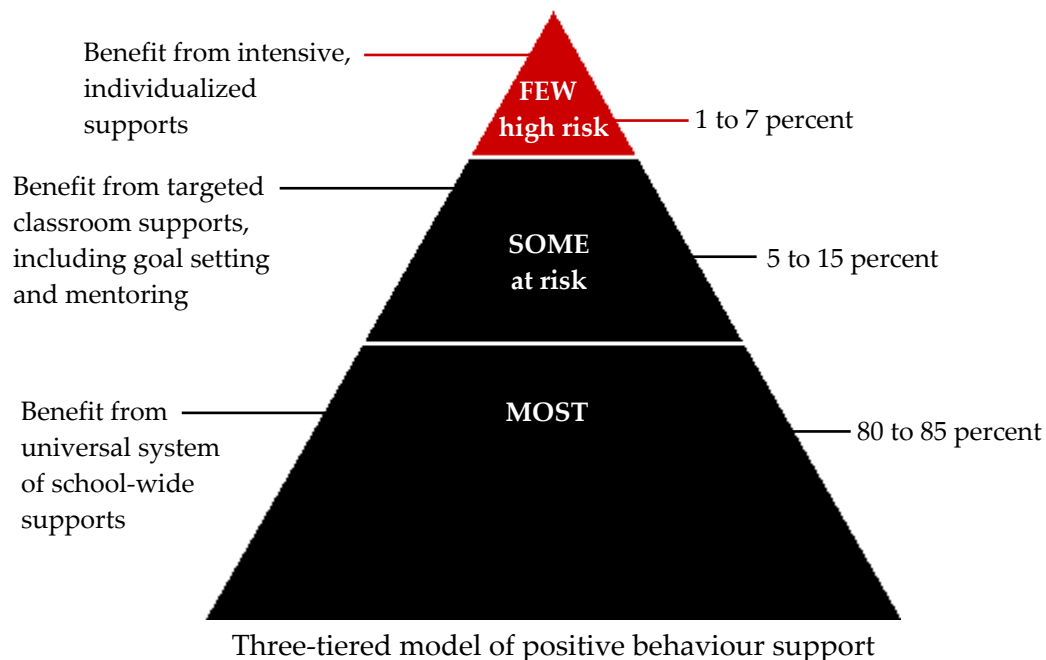 Benefit from intensive,
individualized
supports
FEW
high risk
1 to 7 percent
Benefit from targeted
classroom supports,
including goal setting
and mentoring
SOME
at risk
5 to 15 percent
Benefit from
universal system
of school-wide
supports
MOST
80 to 85 percent
Three-tiered model of positive behaviour support